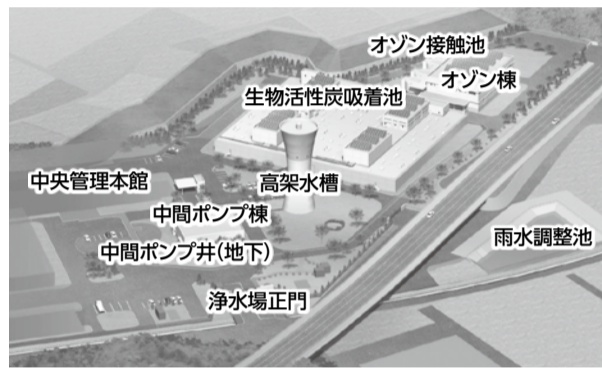 オゾン接触池
オゾン棟
生物活性炭吸着池
中央管理本館
高架水槽
中間ポンプ棟
雨水調整池
中間ポンプ井(地下)
浄水場正門